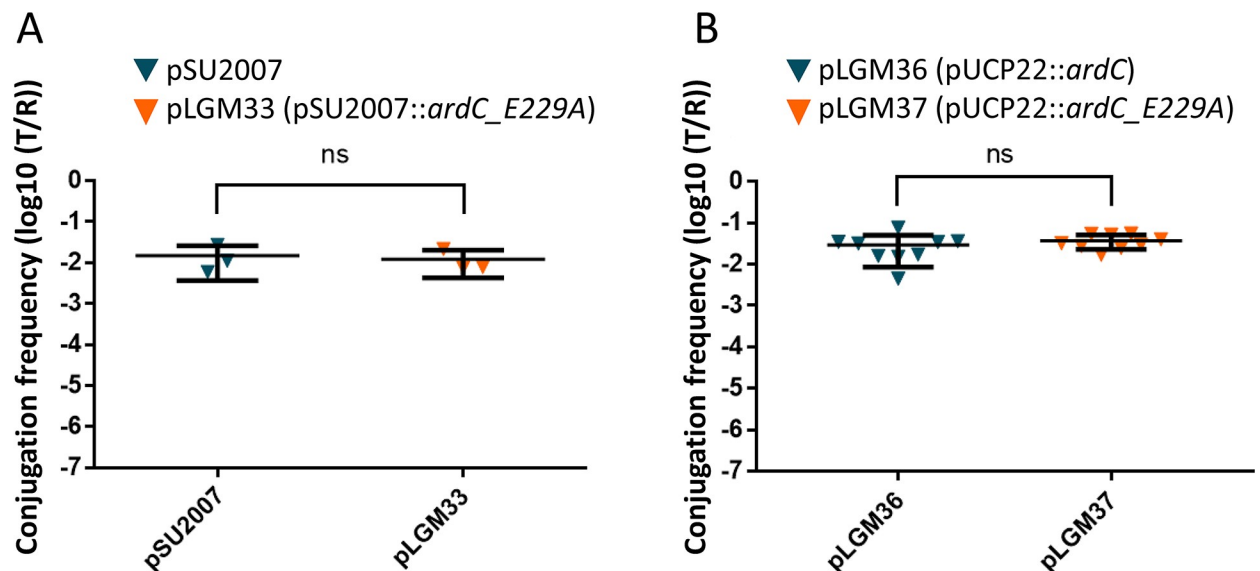 A
pSU2007
pLGM33 (pSU2007::ardC_E229A)
Conjugation frequency (log10 (T/R))
ns
0
-1
-2
-3
-4
-5
-6
-7
pSU2007
pLGM33
B
pLGM36 (pUCP22::ardC)
pLGM37 (pUCP22::ardC_E229A)
Conjugation frequency (log10 (T/R))
ns
0
-1
-2
-3
-4
-5
-6
-7
pLGM36
pLGM37